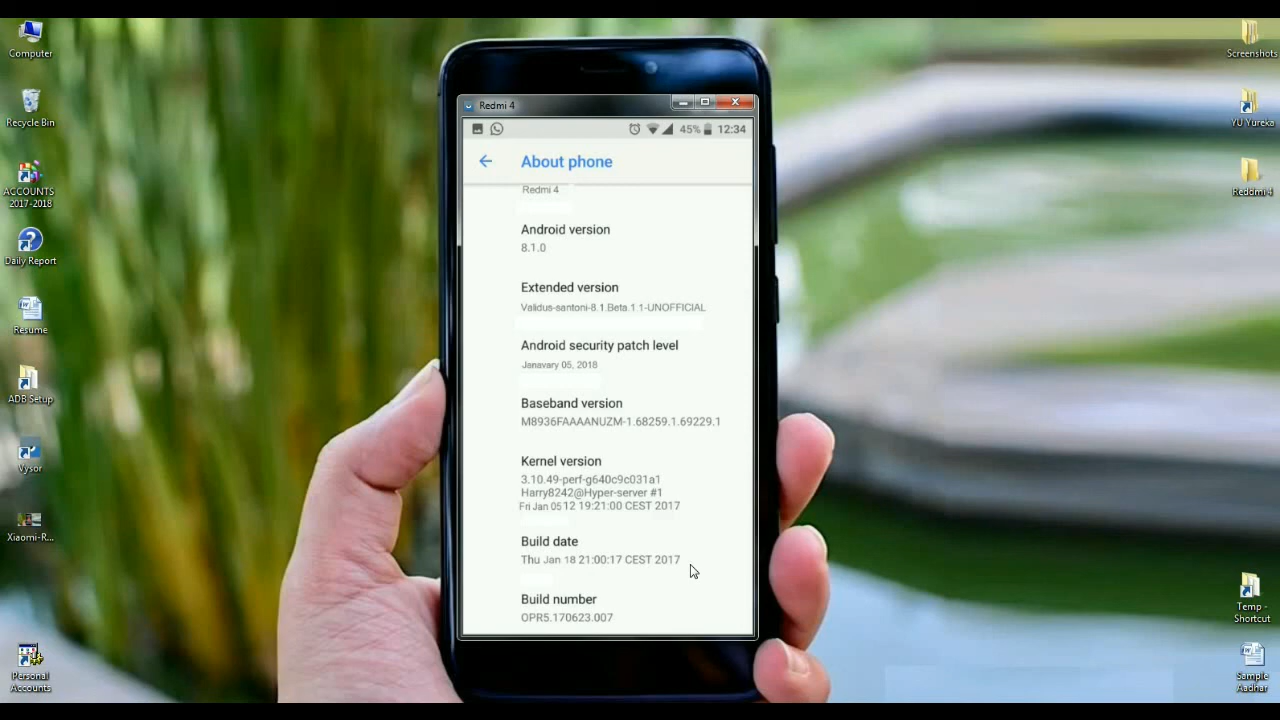 Computer
Recycle Bin
ACCOUNTS
2017-2018
Daily Report
Resume
ADB Setup
Vysor
Xiaomi-R...
Personal
Accounts
Redmi 4
45% 12:34
About phone
Redmi 4
Android version
8.1.0
Extended version
Validus-santoni-8.1.Beta.1.1-UNOFFICIAL
Android security patch level
Janavary 05, 2018
Baseband version
M8936FAAAANUZM-1.68259.1.69229.1
Kernel version
3.10.49-perf-g640c9c031a1
Harry8242@Hyper-server #1
Fri Jan 05 12 19:21:00 CEST 2017
Build date
Thu Jan 18 21:00:17 CEST 2017
Build number
OPR5.170623.007
Screenshots
YU Yureka
Redomi 4
Temp -
Shortcut
Sample
Aadhar